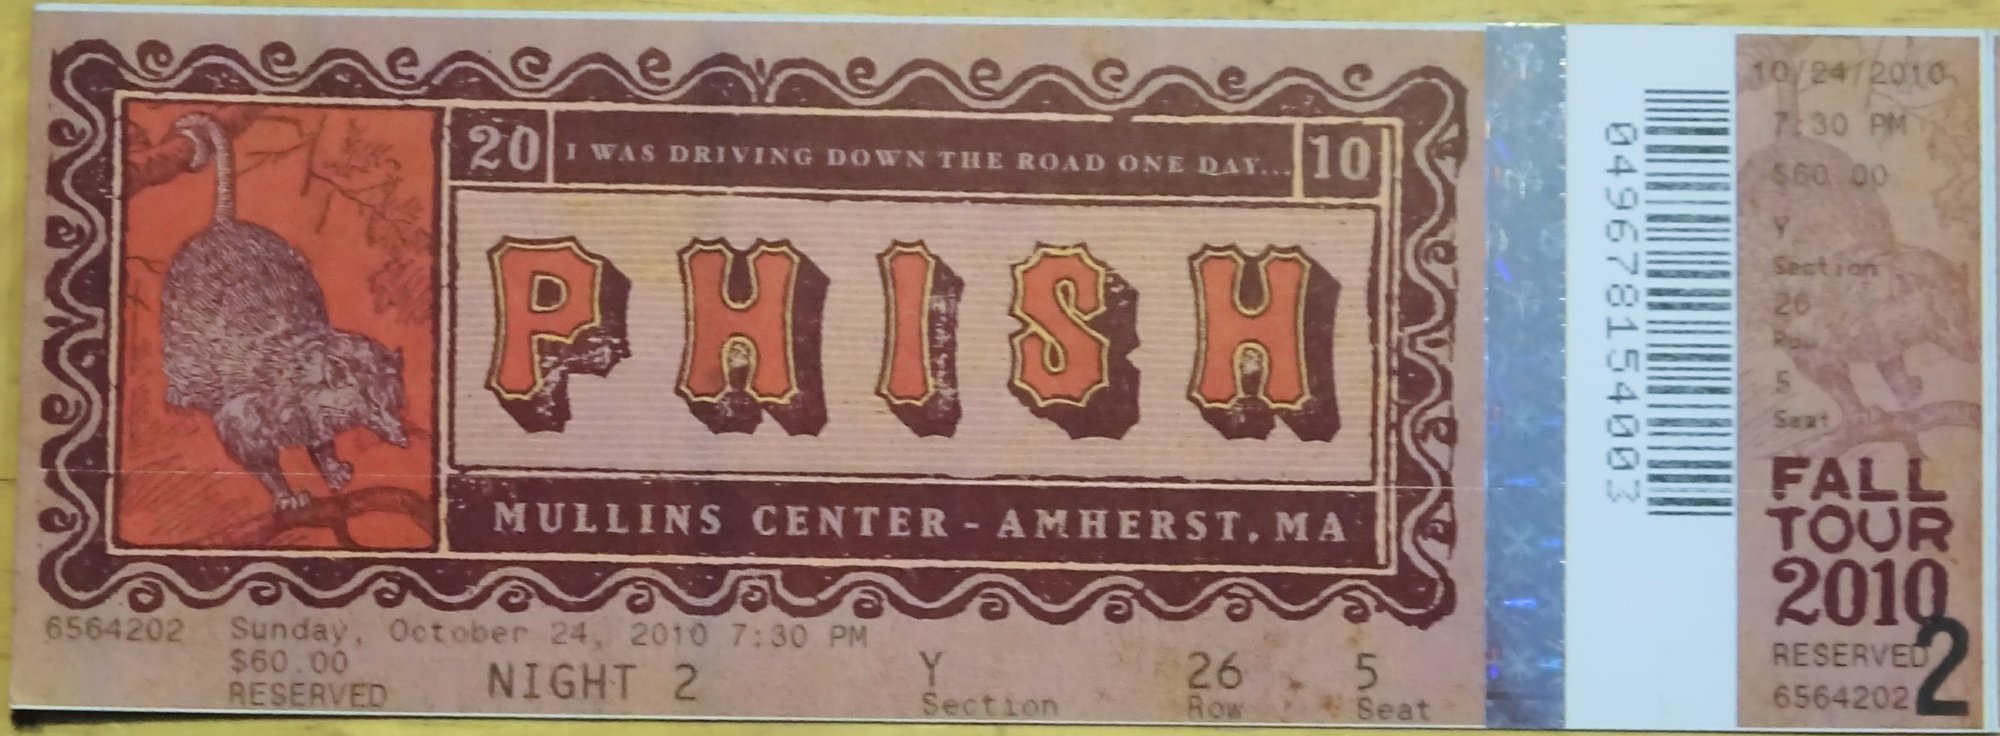 20 I WAS DRIVING DOWN THE ROAD ONE DAY... 10
PHISH
MULLINS CENTER - AMHERST, MA
6564202 Sunday, October 24, 2010 7:30 PM
$60.00
RESERVED
NIGHT 2
Y
Section
26
Row
5
Seat
049678154003
10/24/2010
7:30 PM
$60.00
Y
Section
26
Row
5
Seat
FALL
TOUR
2010
RESERVED
6564202
2